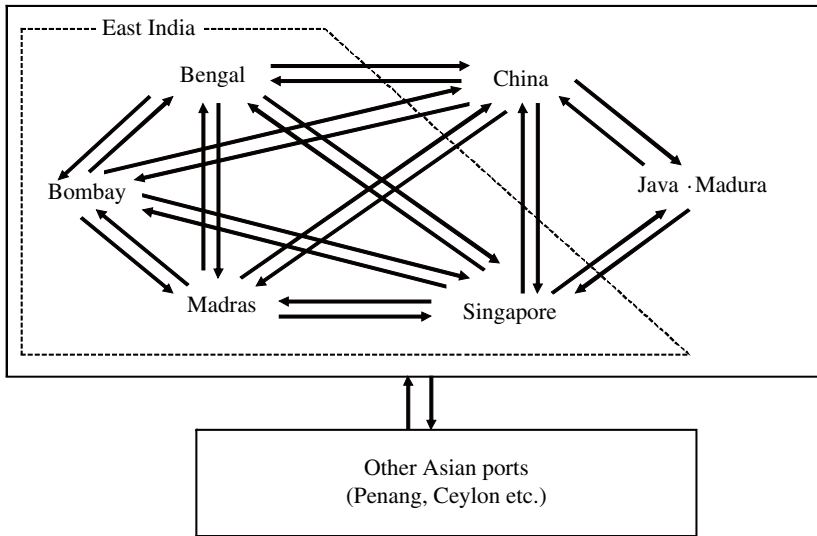 East India
Bengal
China
Bombay
Java · Madura
Madras
Singapore
Other Asian ports
(Penang, Ceylon etc.)